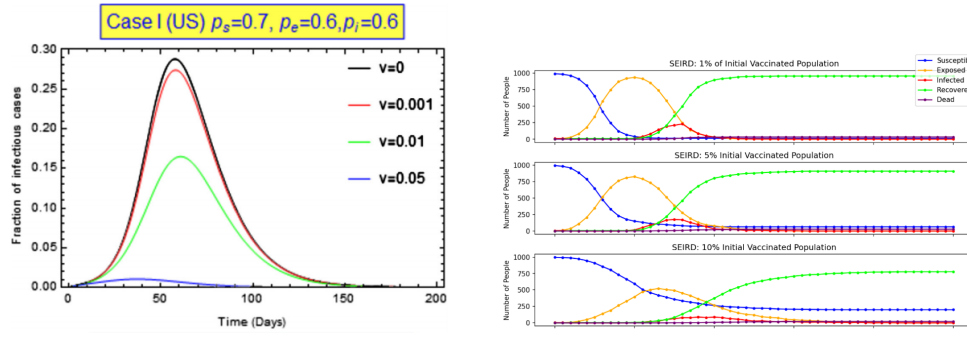 Case I (US) pₛ=0.7, pₑ=0.6,pᵢ=0.6
0.30
0.25
0.20
0.15
0.10
0.05
0.00
Fraction of infectious cases
0 50 100 150 200
Time (Days)
v=0
v=0.001
v=0.01
v=0.05
SEIRD: 1% of Initial Vaccinated Population
Number of People
1000
750
500
250
0
Exposed
Infected
Dead
SEIRD: 5% Initial Vaccinated Population
Number of People
1000
750
500
250
0
SEIRD: 10% Initial Vaccinated Population
Number of People
1000
750
500
250
0